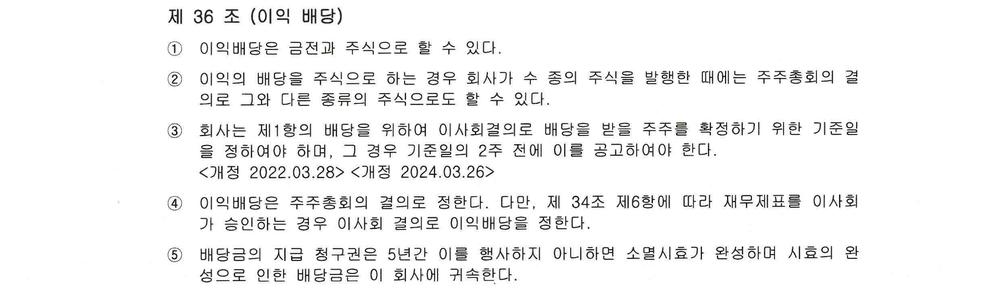 제 36 조 (이익 배당)
① 이익배당은 금전과 주식으로 할 수 있다.
② 이익의 배당을 주식으로 하는 경우 회사가 수 종의 주식을 발행한 때에는 주주총회의 결
의로 그와 다른 종류의 주식으로도 할 수 있다.
③ 회사는 제1항의 배당을 위하여 이사회결의로 배당을 받을 주주를 확정하기 위한 기준일
을 정하여야 하며, 그 경우 기준일의 2주 전에 이를 공고하여야 한다.
<개정 2022.03.28> <개정 2024.03.26>
④ 이익배당은 주주총회의 결의로 정한다. 다만, 제 34조 제6항에 따라 재무제표를 이사회
가 승인하는 경우 이사회 결의로 이익배당을 정한다.
⑤ 배당금의 지급 청구권은 5년간 이를 행사하지 아니하면 소멸시효가 완성하며 시효의 완
성으로 인한 배당금은 이 회사에 귀속한다.